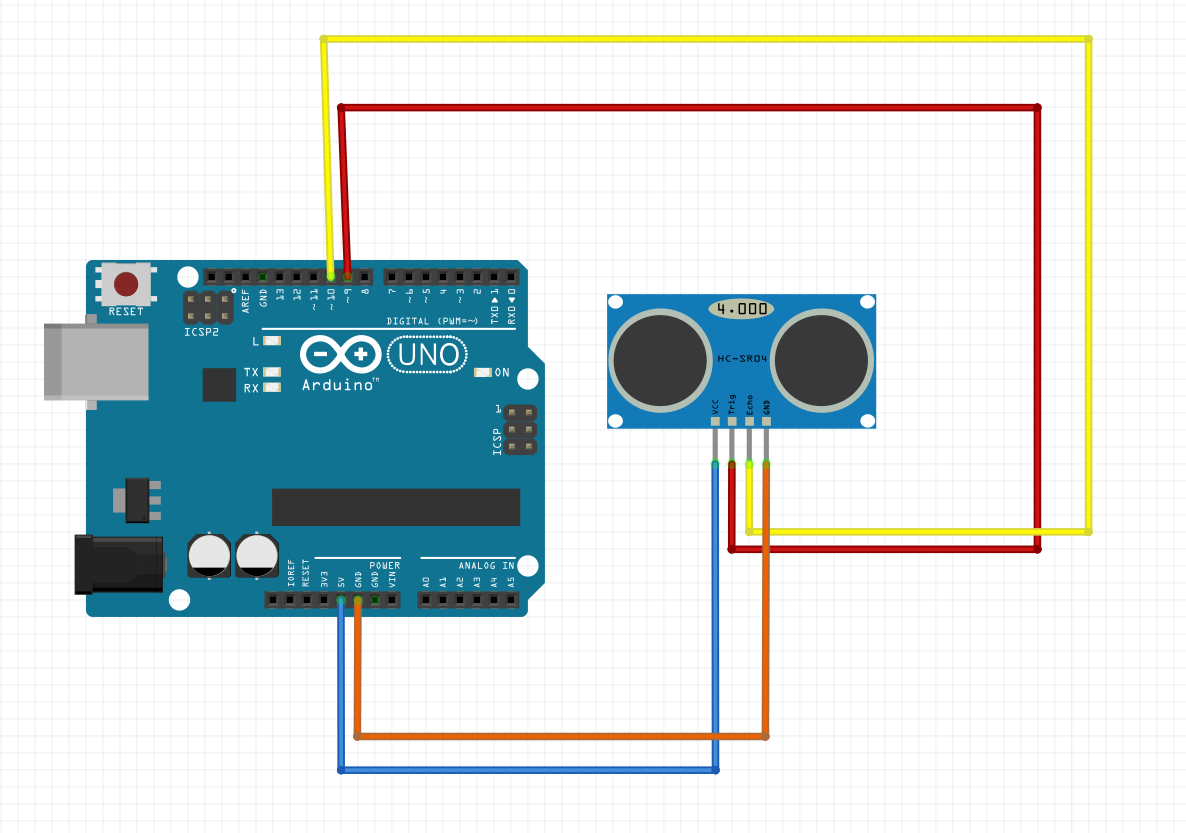 RESET
ICSP2
AREF
GND
13
12
~11
~10
~9
8
7
~6
~5
4
~3
2
TX0▲1
RX0▼0
DIGITAL (PWM=~)
L
TX
RX
Arduino™
UNO
ON
1
ICSP
4.000
HC-SR04
VCC
Trig
Echo
GND
IOREF
RESET
3V3
5V
GND
GND
VIN
POWER
ANALOG IN
A0
A1
A2
A3
A4
A5